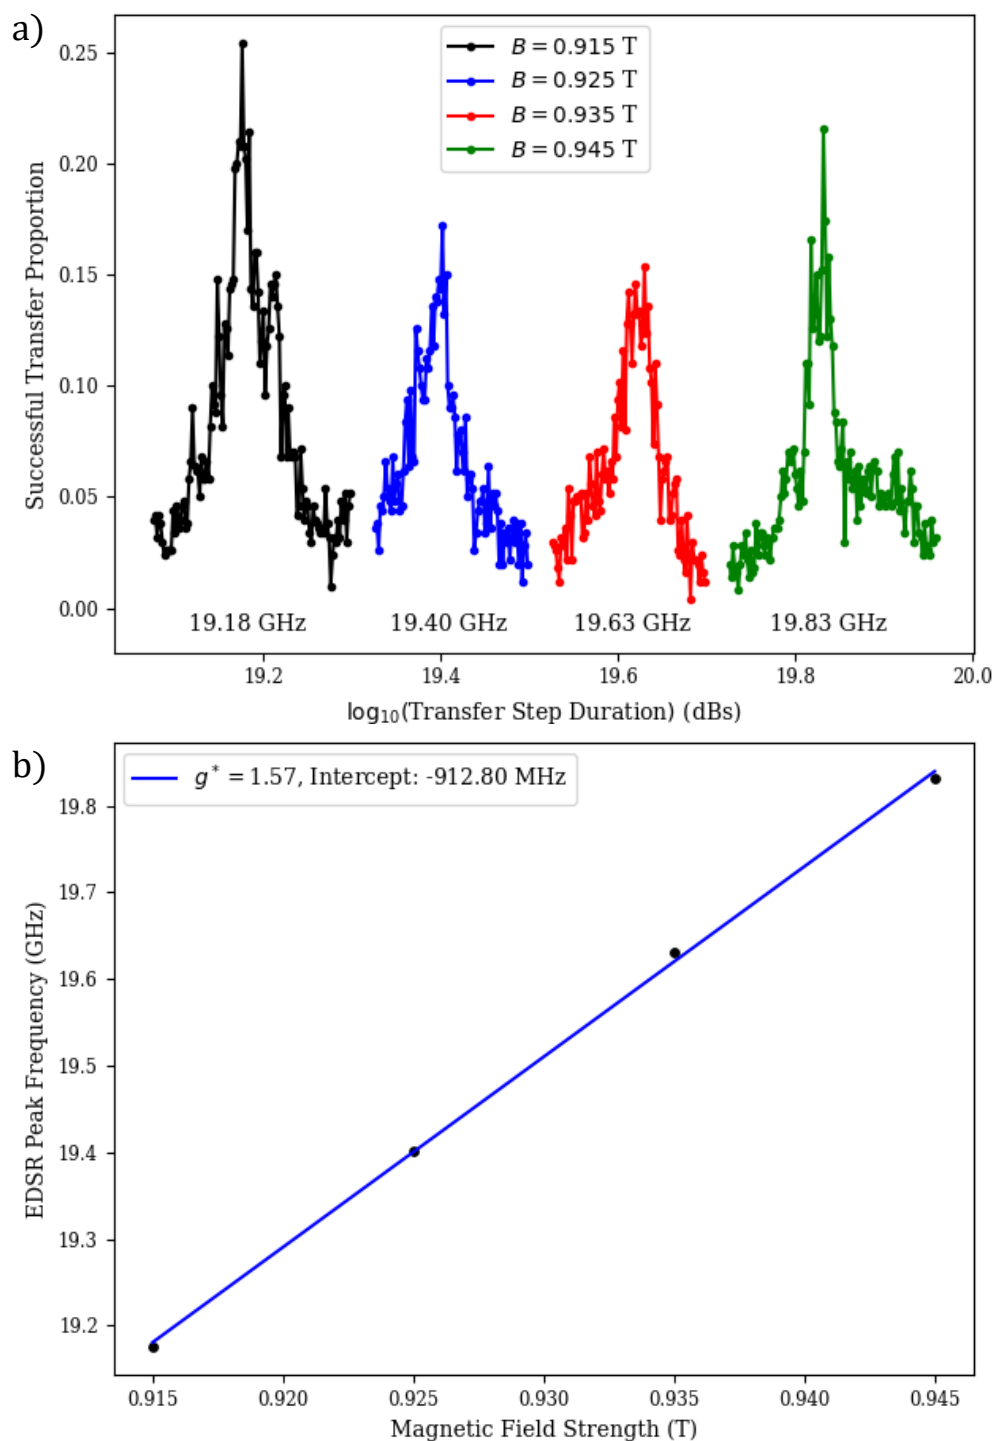 a)
0.25
0.20
0.15
0.10
0.05
0.00
Successful Transfer Proportion
B = 0.915 T
B = 0.925 T
B = 0.935 T
B = 0.945 T
19.18 GHz 19.40 GHz 19.63 GHz 19.83 GHz
19.2 19.4 19.6 19.8 20.0
log₁₀(Transfer Step Duration) (dBs)
b)
g* = 1.57, Intercept: -912.80 MHz
19.8
19.7
19.6
19.5
19.4
19.3
19.2
EDSR Peak Frequency (GHz)
0.915 0.920 0.925 0.930 0.935 0.940 0.945
Magnetic Field Strength (T)